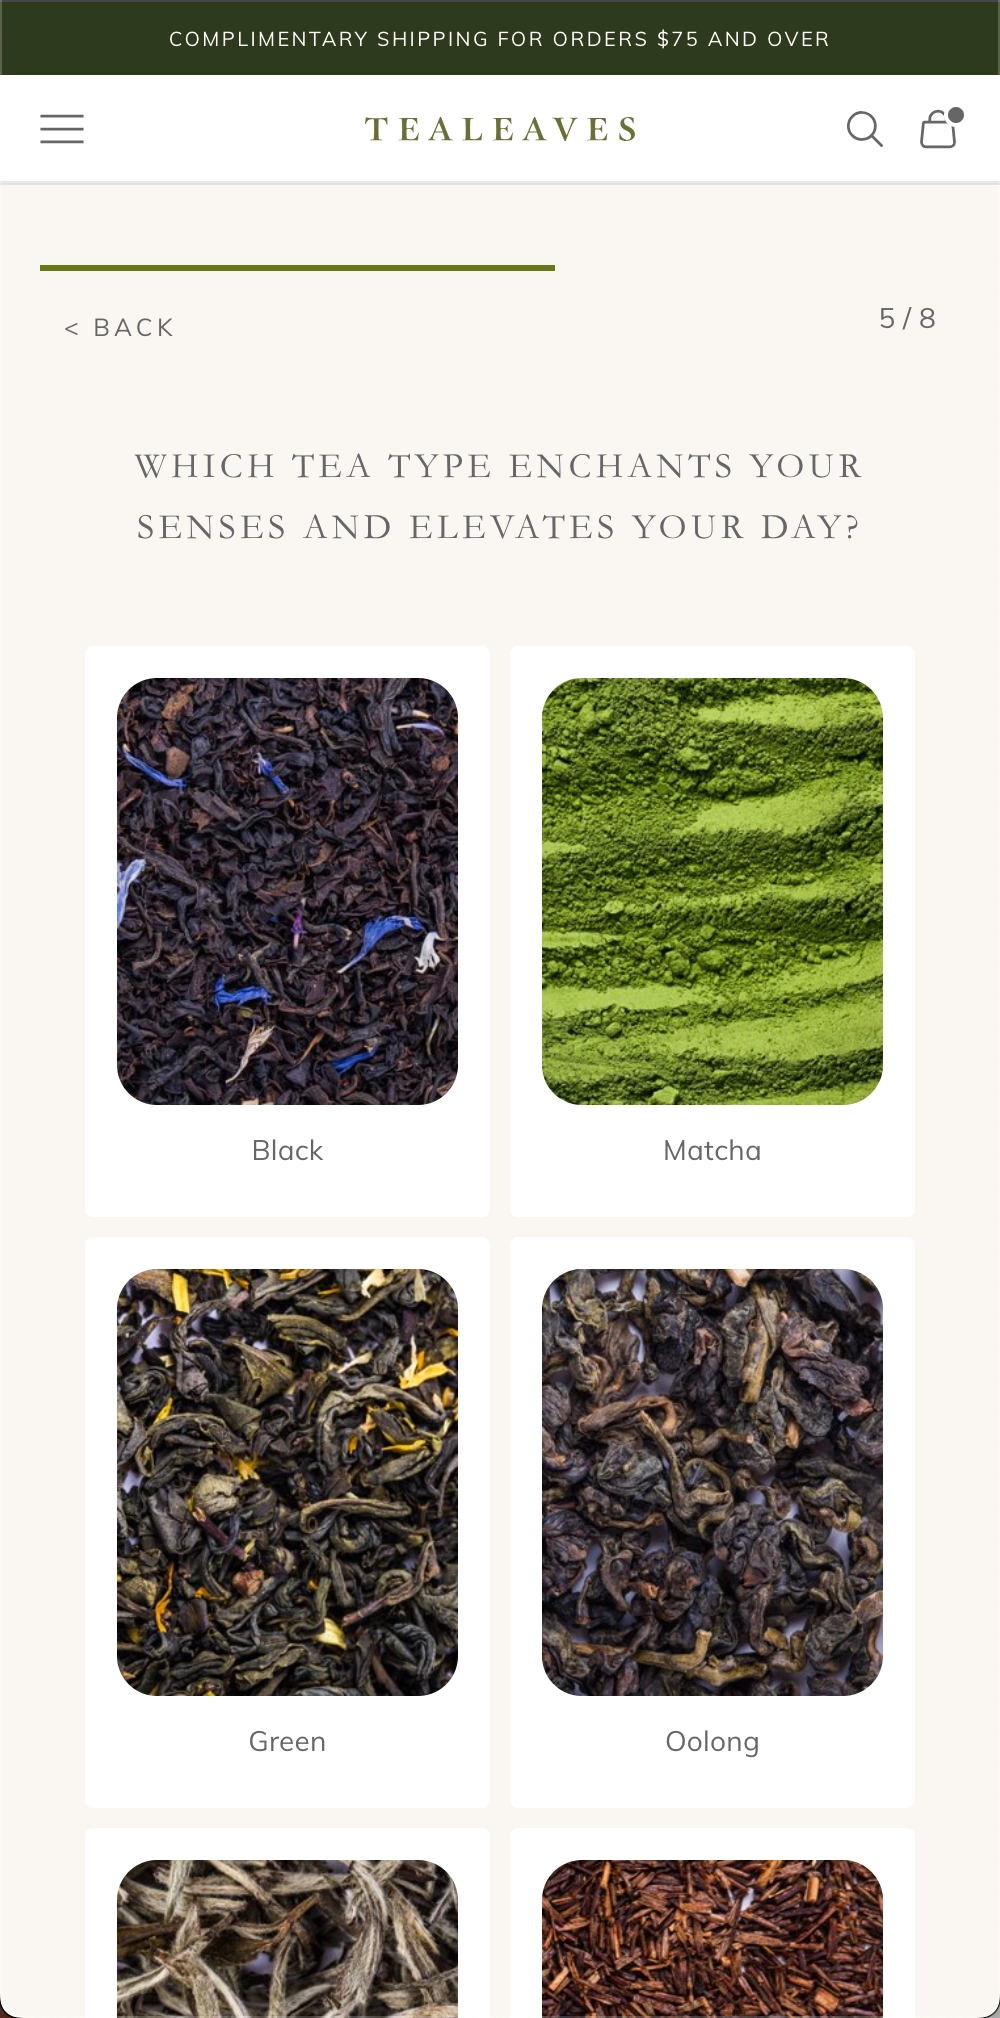 COMPLIMENTARY SHIPPING FOR ORDERS $75 AND OVER
TEALEAVES
< BACK
5 / 8
WHICH TEA TYPE ENCHANTS YOUR
SENSES AND ELEVATES YOUR DAY?
Black
Matcha
Green
Oolong